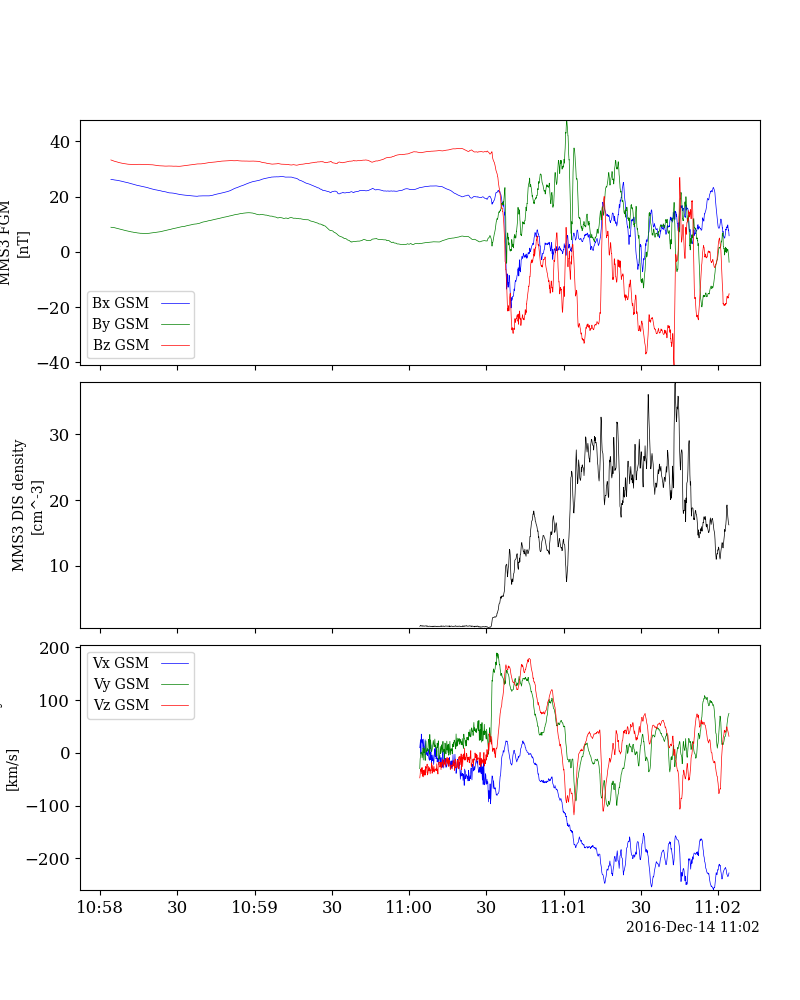 MMS3 FGM
[nT]
40
20
0
−20
−40
Bx GSM
By GSM
Bz GSM
MMS3 DIS density
[cm^-3]
30
20
10
[km/s]
200
100
0
−100
−200
Vx GSM
Vy GSM
Vz GSM
10:58 30 10:59 30 11:00 30 11:01 30 11:02
2016-Dec-14 11:02